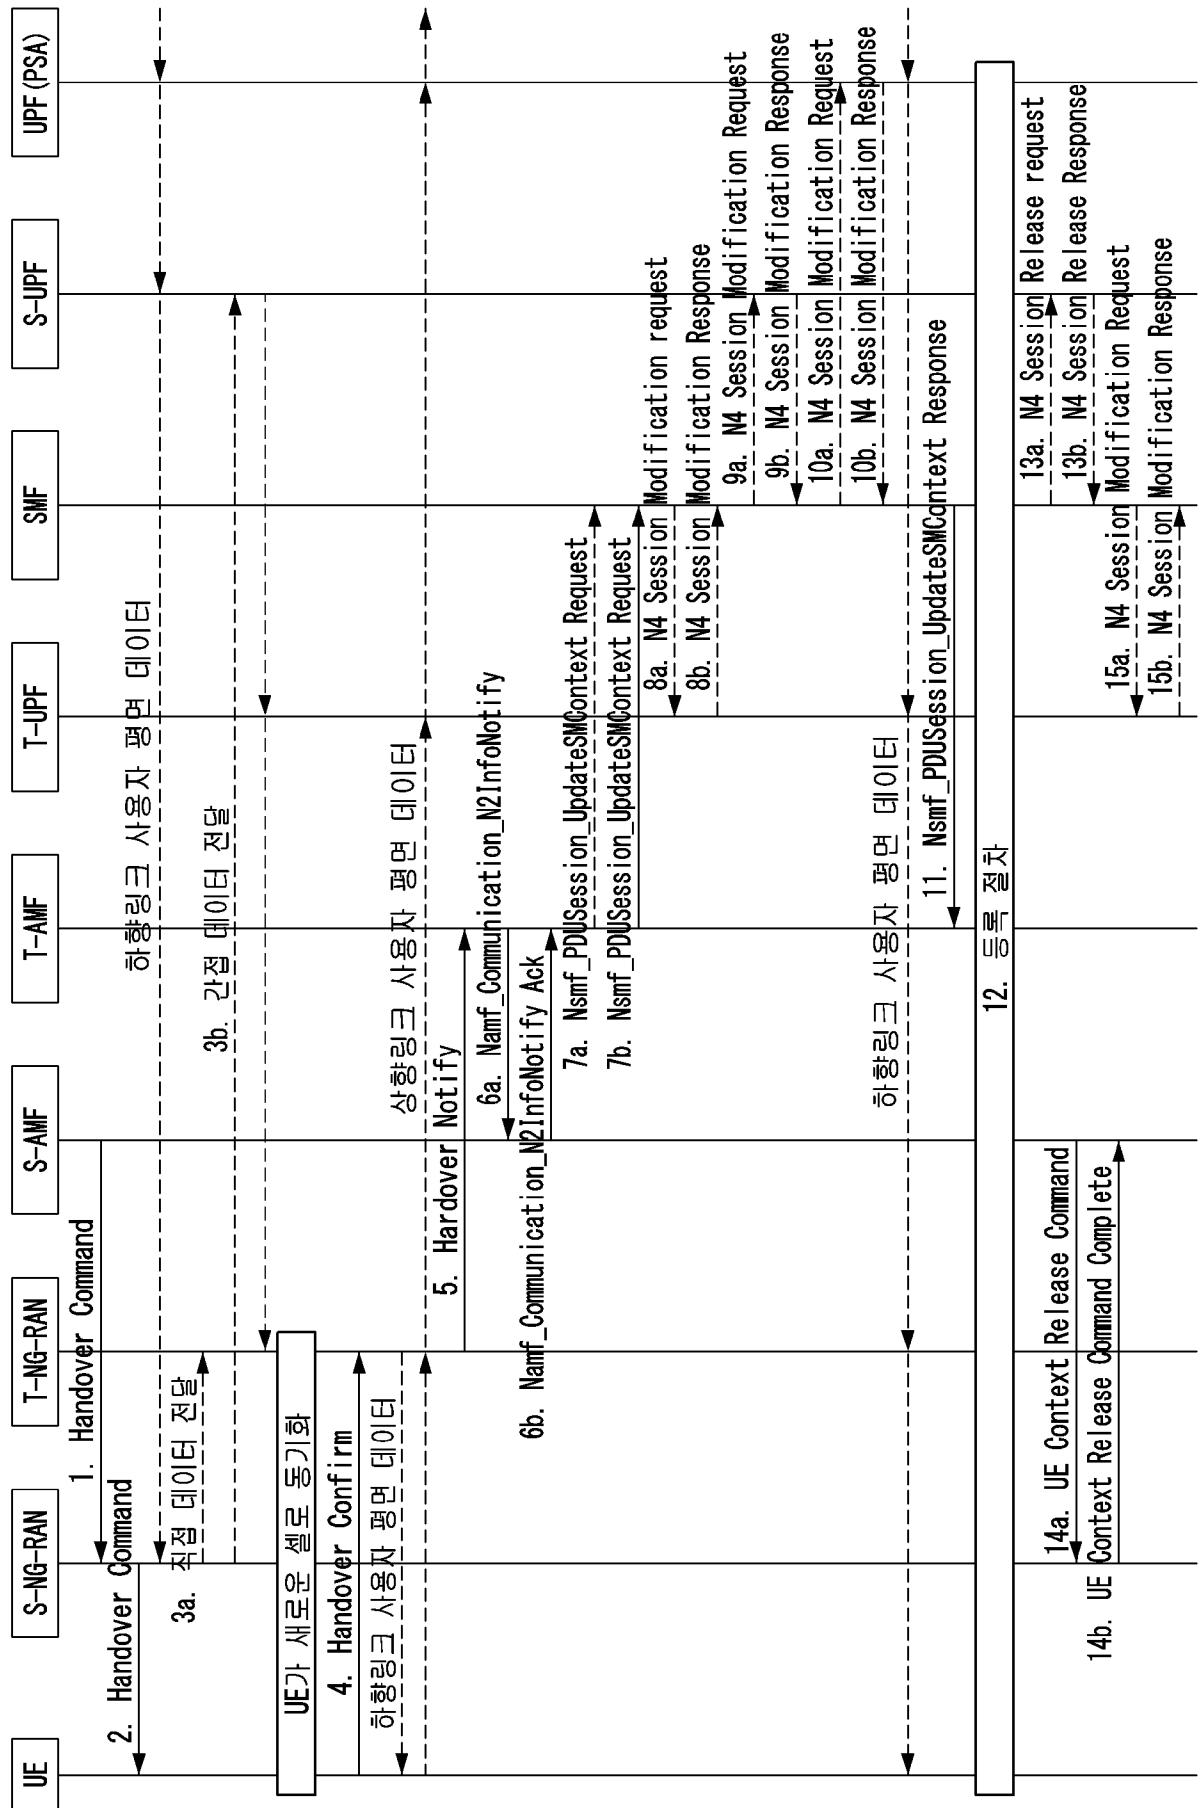 UE
S-NG-RAN
T-NG-RAN
S-AMF
T-AMF
T-UPF
SMF
S-UPF
UPF(PSA)
1. Handover Command
2. Handover Command
하향링크 사용자 평면 데이터
3a. 직접 데이터 전달
3b. 간접 데이터 전달
UE가 새로운 셀로 동기화
4. Handover Confirm
하향링크 사용자 평면 데이터
상향링크 사용자 평면 데이터
5. Hardover Notify
6a. Namf_Communication_N2InfoNotify
6b. Namf_Communication_N2InfoNotify Ack
7a. Nsmf_PDUSession_UpdateSMContext Request
7b. Nsmf_PDUSession_UpdateSMContext Request
8a. N4 Session Modification request
8b. N4 Session Modification Response
9a. N4 Session Modification Request
9b. N4 Session Modification Response
10a. N4 Session Modification Request
10b. N4 Session Modification Response
하향링크 사용자 평면 데이터
11. Nsmf_PDUSession_UpdateSMContext Response
12. 등록 절차
13a. N4 Session Release request
13b. N4 Session Release Response
14a. UE Context Release Command
14b. UE Context Release Command Complete
15a. N4 Session Modification Request
15b. N4 Session Modification Response